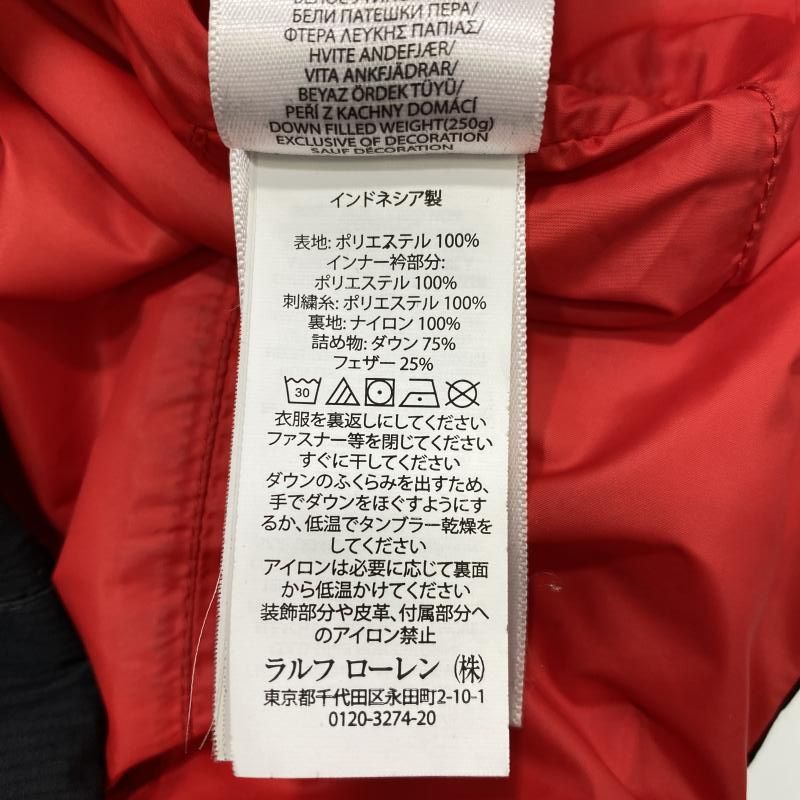 БЕЛИ ПАТЕШКИ ПЕРА/
ΦΤΕΡΑ ΛΕΥΚΗΣ ΠΑΠΙΑΣ/
HVITE ANDEFJÆR/
VITA ANKFJÄDRAR/
BEYAZ ÖRDEK TÜYÜ/
PEŘÍ Z KACHNY DOMÁCÍ
DOWN FILLED WEIGHT(250g)
EXCLUSIVE OF DECORATION
SAUF DÉCORATION
インドネシア製
表地: ポリエステル 100%
インナー衿部分:
ポリエステル 100%
刺繍糸: ポリエステル 100%
裏地: ナイロン 100%
詰め物: ダウン 75%
フェザー 25%
30
衣服を裏返しにしてください
ファスナー等を閉じてください
すぐに干してください
ダウンのふくらみを出すため、
手でダウンをほぐすようにす
るか、低温でタンブラー乾燥を
してください
アイロンは必要に応じて裏面
から低温かけてください
装飾部分や皮革、付属部分へ
のアイロン禁止
ラルフ ローレン (株)
東京都千代田区永田町2-10-1
0120-3274-20